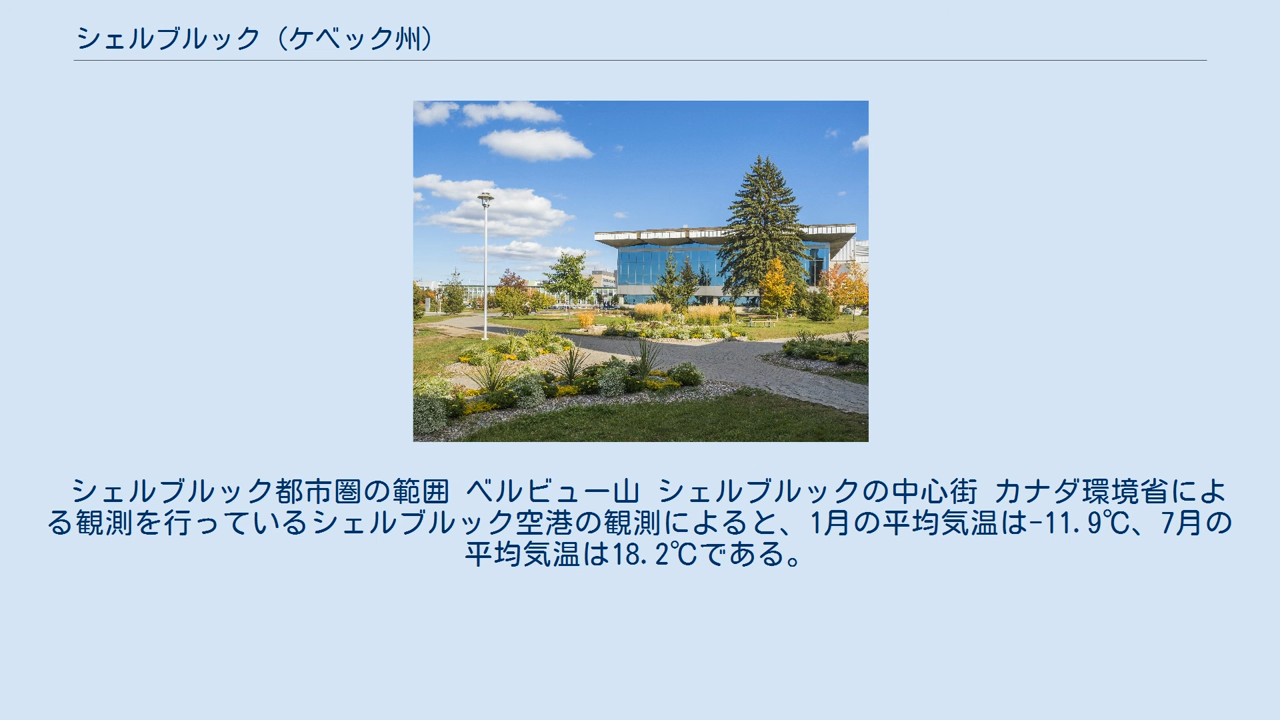 シェルブルック（ケベック州）
シェルブルック都市圏の範囲 ベルビュー山 シェルブルックの中心街 カナダ環境省によ
る観測を行っているシェルブルック空港の観測によると、1月の平均気温は-11.9℃、7月の
平均気温は18.2℃である。